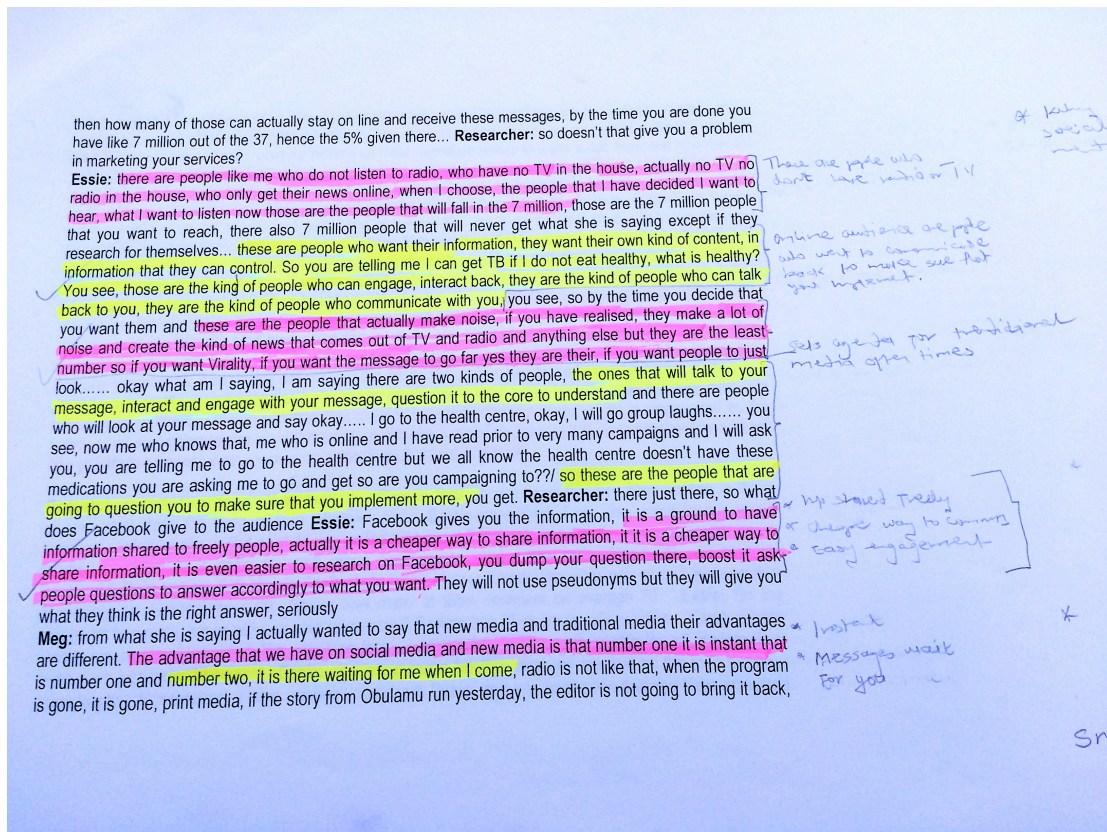 then how many of those can actually stay on line and receive these messages, by the time you are done you
have like 7 million out of the 37, hence the 5% given there… Researcher: so doesn't that give you a problem
in marketing your services?
Essie: there are people like me who do not listen to radio, who have no TV in the house, actually no TV no
radio in the house, who only get their news online, when I choose, the people that I have decided I want to
hear, what I want to listen now those are the people that will fall in the 7 million, those are the 7 million people
that you want to reach, there also 7 million people that will never get what she is saying except if they
research for themselves… these are people who want their information, they want their own kind of content, in
information that they can control. So you are telling me I can get TB if I do not eat healthy, what is healthy?
You see, those are the kind of people who can engage, interact back, they are the kind of people who can talk
back to you, they are the kind of people who communicate with you, you see, so by the time you decide that
you want them and these are the people that actually make noise, if you have realised, they make a lot of
noise and create the kind of news that comes out of TV and radio and anything else but they are the least
number so if you want Virality, if you want the message to go far yes they are their, if you want people to just
look…… okay what am I saying, I am saying there are two kinds of people, the ones that will talk to your
message, interact and engage with your message, question it to the core to understand and there are people
who will look at your message and say okay….. I go to the health centre, okay, I will go group laughs…… you
see, now me who knows that, me who is online and I have read prior to very many campaigns and I will ask
you, you are telling me to go to the health centre but we all know the health centre doesn't have these
medications you are asking me to go and get so are you campaigning to??/ so these are the people that are
going to question you to make sure that you implement more, you get. Researcher: there just there, so what
does Facebook give to the audience Essie: Facebook gives you the information, it is a ground to have
information shared to freely people, actually it is a cheaper way to share information, it it is a cheaper way to
share information, it is even easier to research on Facebook, you dump your question there, boost it ask
people questions to answer accordingly to what you want. They will not use pseudonyms but they will give you
what they think is the right answer, seriously
Meg: from what she is saying I actually wanted to say that new media and traditional media their advantages
are different. The advantage that we have on social media and new media is that number one it is instant that
is number one and number two, it is there waiting for me when I come, radio is not like that, when the program
is gone, it is gone, print media, if the story from Obulamu run yesterday, the editor is not going to bring it back,
social
There are people who
don't have radio or TV
online audience are people
who want to communicate
back to make sure that
you implement.
sets agenda for traditional
media often times
shared freely
cheaper way to
Easy engagement
Instant
Messages wait
For you